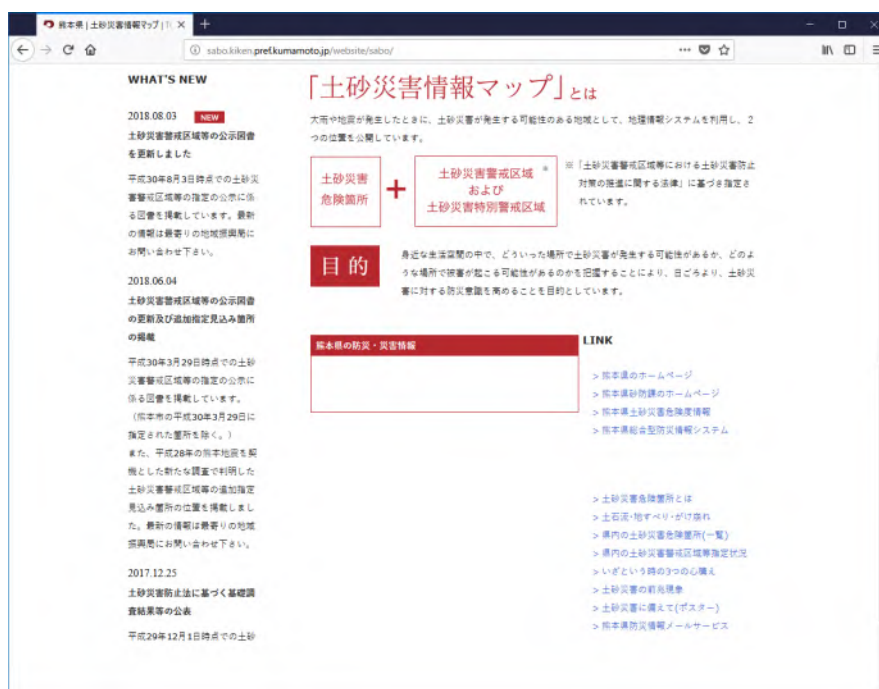 熊本県 | 土砂災害情報マップ | To
sabo.kiken.pref.kumamoto.jp/website/sabo/
WHAT'S NEW
2018.08.03 NEW
土砂災害警戒区域等の公示図書
を更新しました
平成30年8月3日時点での土砂災
害警戒区域等の指定の公示に係
る図書を掲載しています。最新
の情報は最寄りの地域振興局に
お問い合わせ下さい。
2018.06.04
土砂災害警戒区域等の公示図書
の更新及び追加指定見込み箇所
の掲載
平成30年3月29日時点での土砂
災害警戒区域等の指定の公示に
係る図書を掲載しています。
（熊本市の平成30年3月29日に
指定された箇所を除く。）
また、平成28年の熊本地震を契
機とした新たな調査で判明した
土砂災害警戒区域等の追加指定
見込み箇所の位置を掲載しまし
た。最新の情報は最寄りの地域
振興局にお問い合わせ下さい。
2017.12.25
土砂災害防止法に基づく基礎調
査結果等の公表
平成29年12月1日時点での土砂
「土砂災害情報マップ」とは
大雨や地震が発生したときに、土砂災害が発生する可能性のある地域として、地理情報システムを利用し、2
つの位置を公開しています。
土砂災害
危険箇所
+
土砂災害警戒区域 ※
および
土砂災害特別警戒区域
※ 「土砂災害警戒区域等における土砂災害防止
対策の推進に関する法律」に基づき指定さ
れています。
目的
身近な生活空間の中で、どういった場所で土砂災害が発生する可能性があるか、どのよ
うな場所で被害が起こる可能性があるのかを把握することにより、日ごろより、土砂災
害に対する防災意識を高めることを目的としています。
熊本県の防災・災害情報
LINK
> 熊本県のホームページ
> 熊本県砂防課のホームページ
> 熊本県土砂災害危険度情報
> 熊本県総合型防災情報システム
> 土砂災害危険箇所とは
> 土石流･地すべり･がけ崩れ
> 県内の土砂災害危険箇所(一覧)
> 県内の土砂災害警戒区域等指定状況
> いざという時の3つの心構え
> 土砂災害の前兆現象
> 土砂災害に備えて(ポスター)
> 熊本県防災情報メールサービス